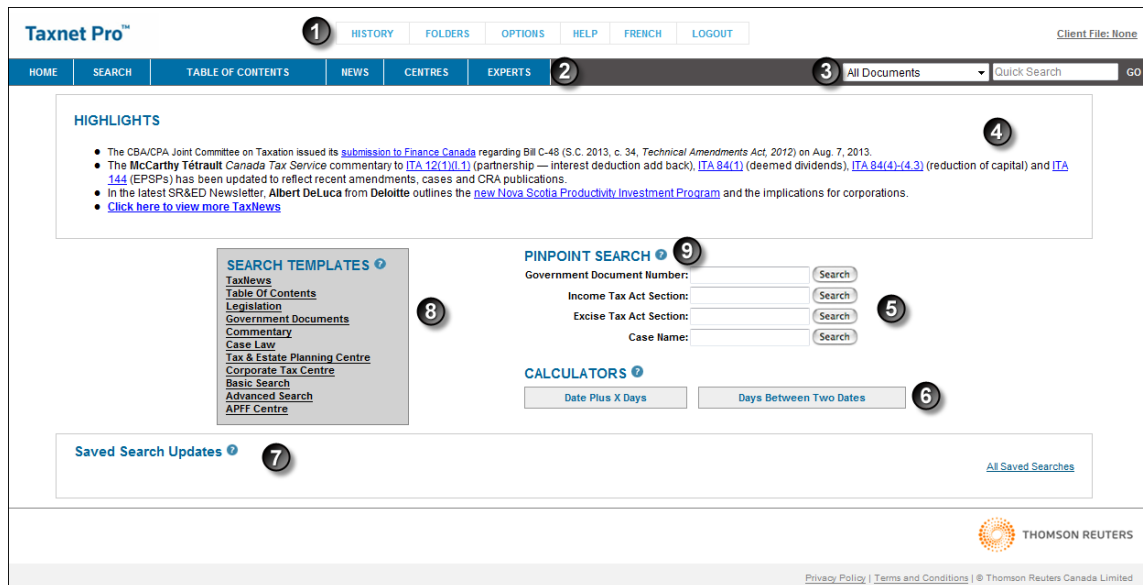 Taxnet Pro™
1
HISTORY FOLDERS OPTIONS HELP FRENCH LOGOUT
Client File: None
HOME SEARCH TABLE OF CONTENTS NEWS CENTRES EXPERTS 2
3 All Documents Quick Search GO
HIGHLIGHTS
4
The CBA/CPA Joint Committee on Taxation issued its submission to Finance Canada regarding Bill C-48 (S.C. 2013, c. 34, Technical Amendments Act, 2012) on Aug. 7, 2013.
The McCarthy Tétrault Canada Tax Service commentary to ITA 12(1)(l.1) (partnership — interest deduction add back), ITA 84(1) (deemed dividends), ITA 84(4)-(4.3) (reduction of capital) and ITA
144 (EPSPs) has been updated to reflect recent amendments, cases and CRA publications.
In the latest SR&ED Newsletter, Albert DeLuca from Deloitte outlines the new Nova Scotia Productivity Investment Program and the implications for corporations.
Click here to view more TaxNews
SEARCH TEMPLATES ?
TaxNews
Table Of Contents
Legislation
Government Documents
Commentary
Case Law
Tax & Estate Planning Centre
Corporate Tax Centre
Basic Search
Advanced Search
APFF Centre
8
PINPOINT SEARCH ? 9
Government Document Number: Search
Income Tax Act Section: Search
Excise Tax Act Section: Search
Case Name: Search
5
CALCULATORS ?
Date Plus X Days Days Between Two Dates 6
Saved Search Updates ? 7
All Saved Searches
THOMSON REUTERS
Privacy Policy | Terms and Conditions | © Thomson Reuters Canada Limited